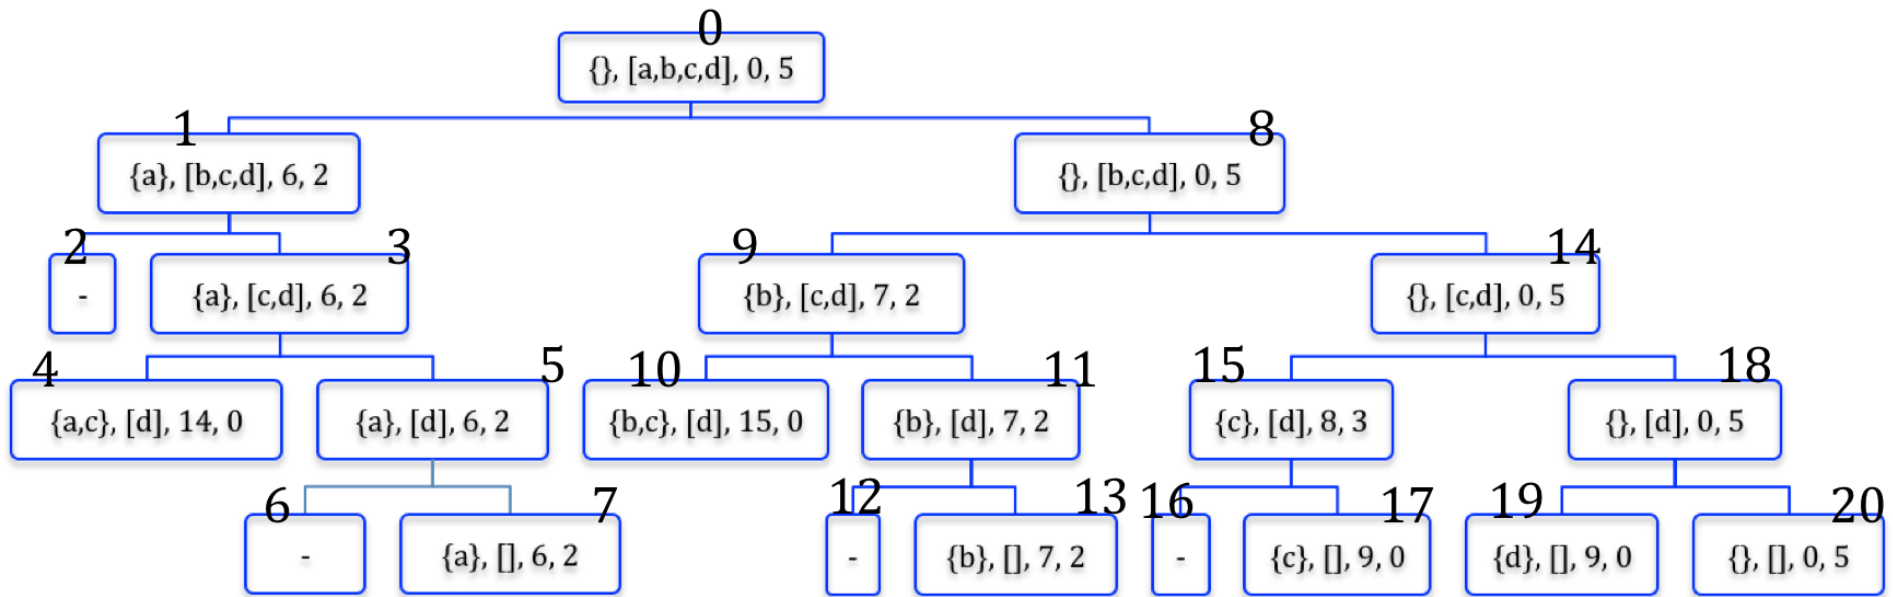 0
{}, [a,b,c,d], 0, 5
1
8
{a}, [b,c,d], 6, 2
{}, [b,c,d], 0, 5
2
3
9
14
-
{a}, [c,d], 6, 2
{b}, [c,d], 7, 2
{}, [c,d], 0, 5
4
5
10
11
15
18
{a,c}, [d], 14, 0
{a}, [d], 6, 2
{b,c}, [d], 15, 0
{b}, [d], 7, 2
{c}, [d], 8, 3
{}, [d], 0, 5
6
7
12
13
16
17
19
20
-
{a}, [], 6, 2
-
{b}, [], 7, 2
-
{c}, [], 9, 0
{d}, [], 9, 0
{}, [], 0, 5